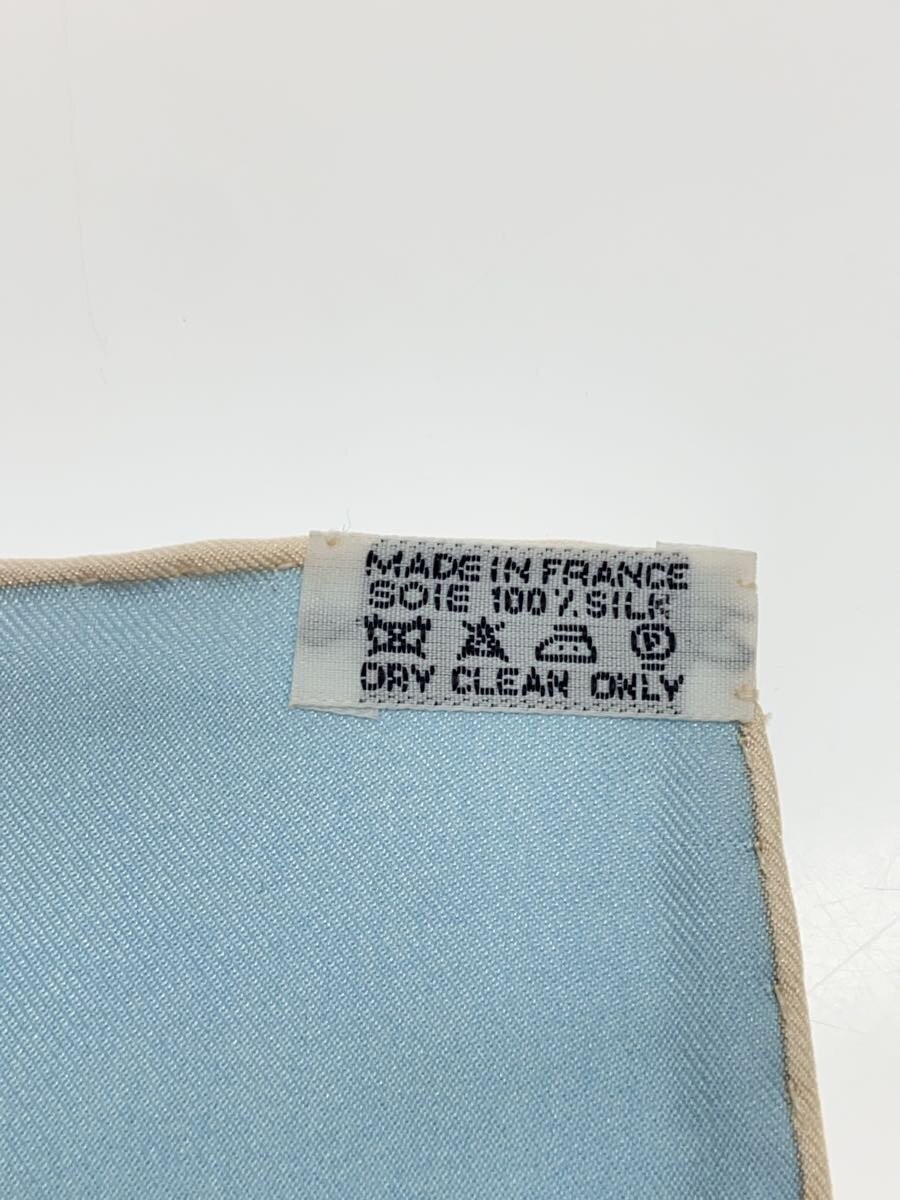 MADE IN FRANCE
SOIE 100% SILK
P
DRY CLEAN ONLY